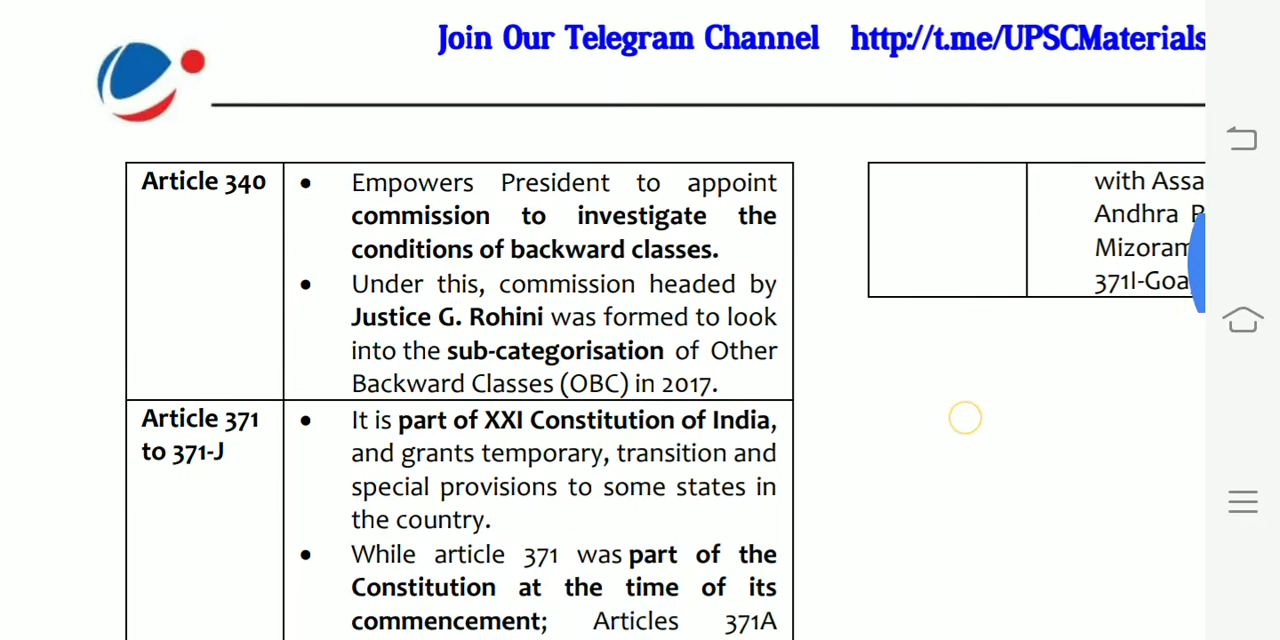 Join Our Telegram Channel http://t.me/UPSCMaterials
Article 340
• Empowers President to appoint
commission to investigate the
conditions of backward classes.
• Under this, commission headed by
Justice G. Rohini was formed to look
into the sub-categorisation of Other
Backward Classes (OBC) in 2017.
Article 371
to 371-J
• It is part of XXI Constitution of India,
and grants temporary, transition and
special provisions to some states in
the country.
• While article 371 was part of the
Constitution at the time of its
commencement; Articles 371A
with Assa
Andhra
Mizoram
371I-Goa